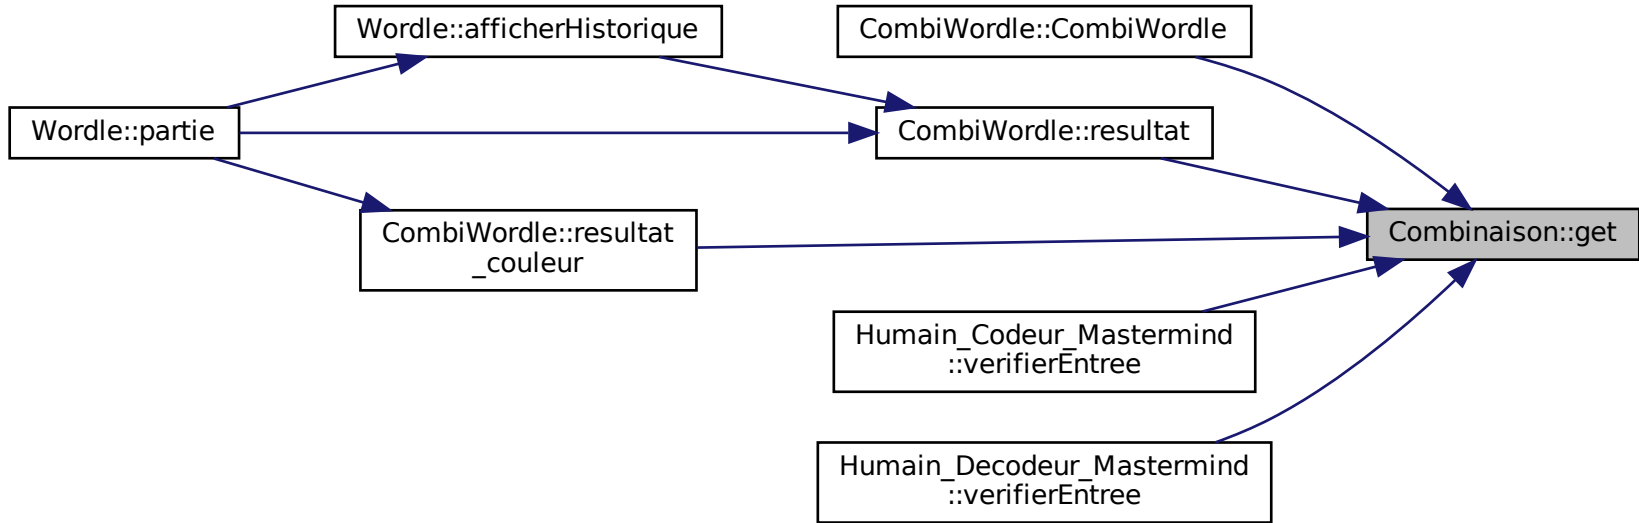 Wordle::afficherHistorique
CombiWordle::CombiWordle
Wordle::partie
CombiWordle::resultat
CombiWordle::resultat
_couleur
Combinaison::get
Humain_Codeur_Mastermind
::verifierEntree
Humain_Decodeur_Mastermind
::verifierEntree